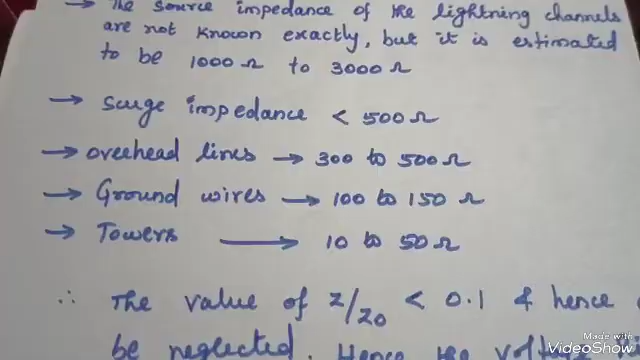 → The source impedance of the lightning channels
are not known exactly, but it is estimated
to be 1000 Ω to 3000 Ω
→ Surge impedance < 500 Ω
→ overhead lines → 300 to 500 Ω
→ Ground wires → 100 to 150 Ω
→ Towers → 10 to 50 Ω
∴ The value of Z/Z0 < 0.1 & hence
be neglected. Hence the
Made with
VideoShow